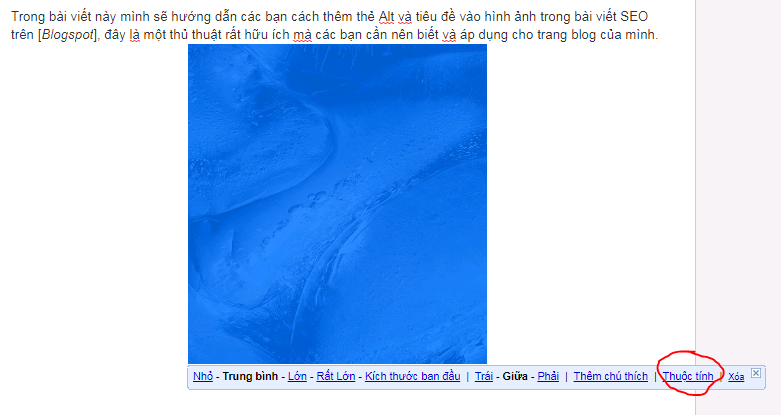 Trong bài viết này mình sẽ hướng dẫn các bạn cách thêm thẻ Alt và tiêu đề vào hình ảnh trong bài viết SEO
trên [Blogspot], đây là một thủ thuật rất hữu ích mà các bạn cần nên biết và áp dụng cho trang blog của mình.
Nhỏ - Trung bình - Lớn - Rất Lớn - Kích thước ban đầu | Trái - Giữa - Phải | Thêm chú thích | Thuộc tính | Xóa